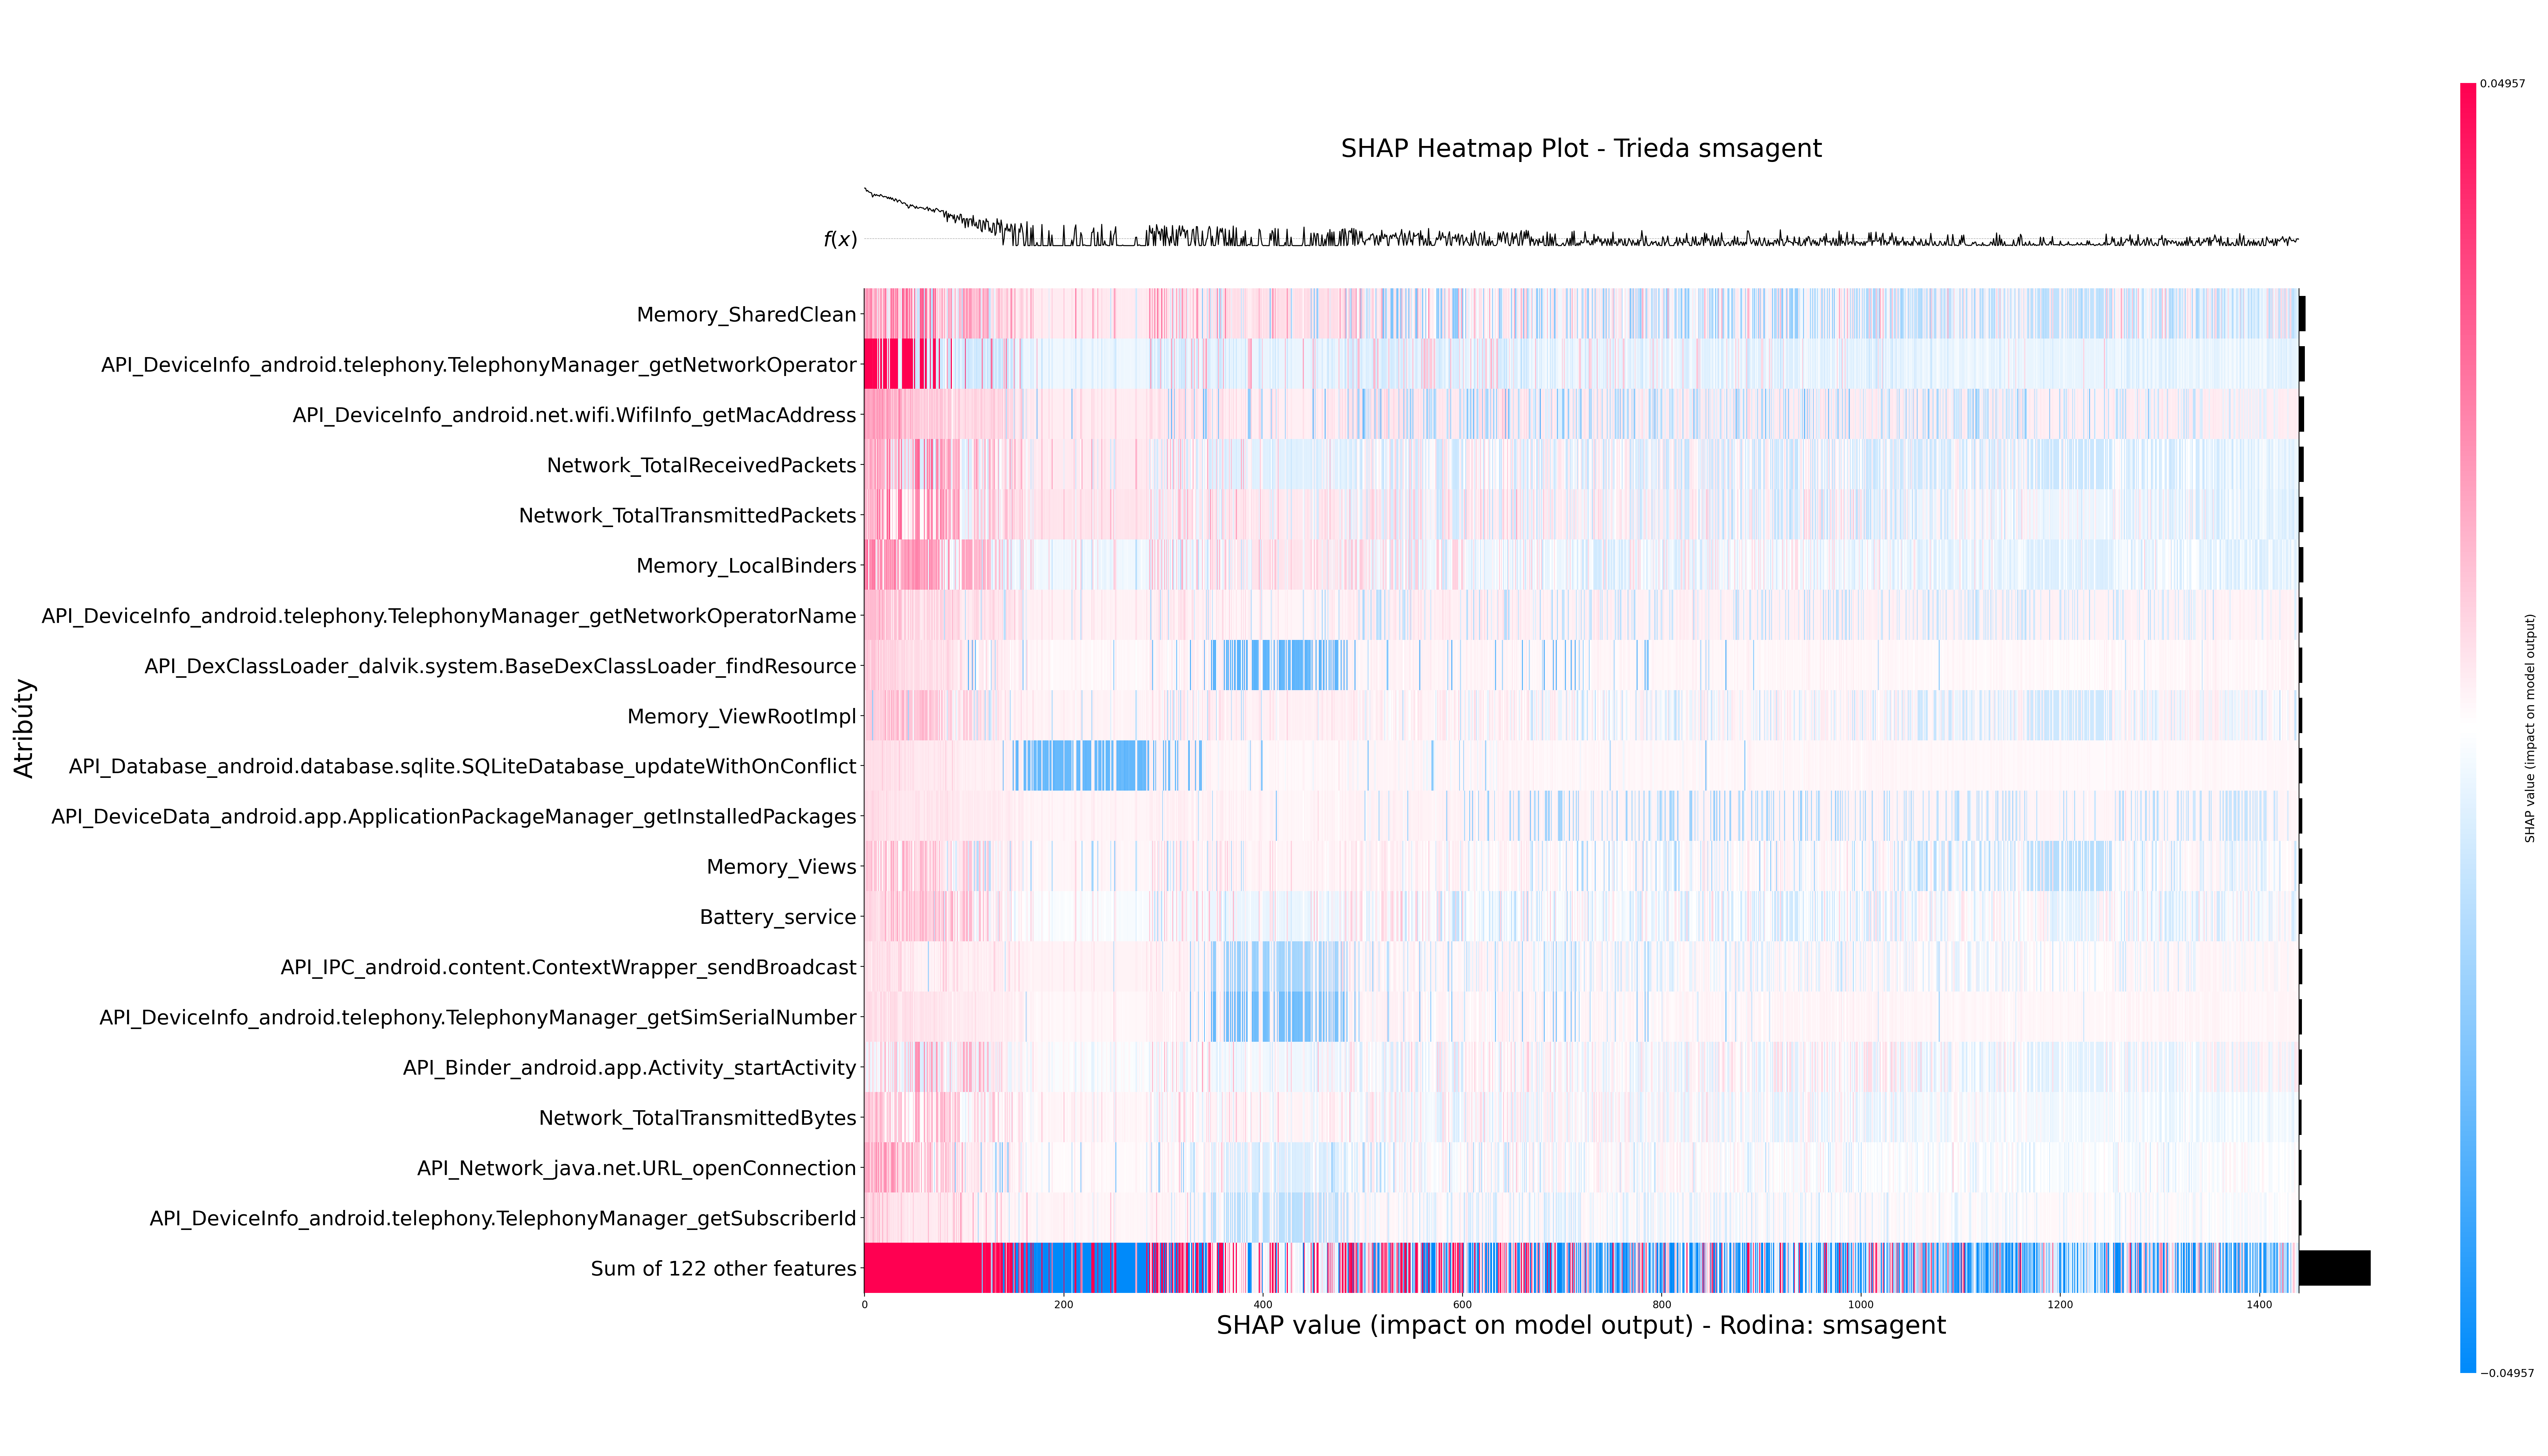 0.04957
SHAP Heatmap Plot - Trieda smsagent
f(x)
Memory_SharedClean
API_DeviceInfo_android.telephony.TelephonyManager_getNetworkOperator
API_DeviceInfo_android.net.wifi.WifiInfo_getMacAddress
Network_TotalReceivedPackets
Network_TotalTransmittedPackets
Memory_LocalBinders
API_DeviceInfo_android.telephony.TelephonyManager_getNetworkOperatorName
API_DexClassLoader_dalvik.system.BaseDexClassLoader_findResource
Memory_ViewRootImpl
API_Database_android.database.sqlite.SQLiteDatabase_updateWithOnConflict
API_DeviceData_android.app.ApplicationPackageManager_getInstalledPackages
Memory_Views
Battery_service
API_IPC_android.content.ContextWrapper_sendBroadcast
API_DeviceInfo_android.telephony.TelephonyManager_getSimSerialNumber
API_Binder_android.app.Activity_startActivity
Network_TotalTransmittedBytes
API_Network_java.net.URL_openConnection
API_DeviceInfo_android.telephony.TelephonyManager_getSubscriberId
Sum of 122 other features
Atribúty
0 200 400 600 800 1000 1200 1400
SHAP value (impact on model output) - Rodina: smsagent
SHAP value (impact on model output)
−0.04957